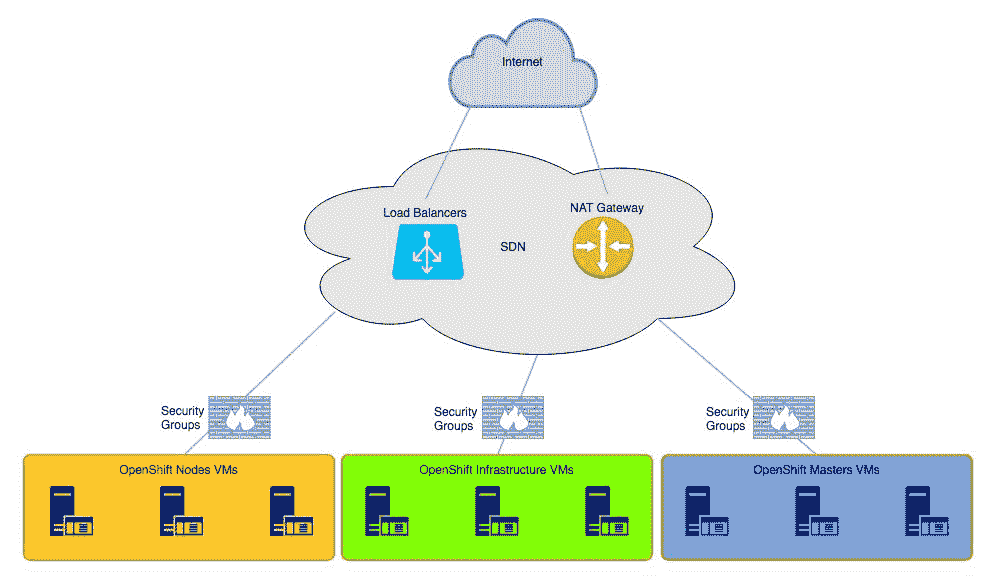 Internet
Load Balancers
NAT Gateway
SDN
Security
Groups
Security
Groups
Security
Groups
OpenShift Nodes VMs
OpenShift Infrastructure VMs
OpenShift Masters VMs